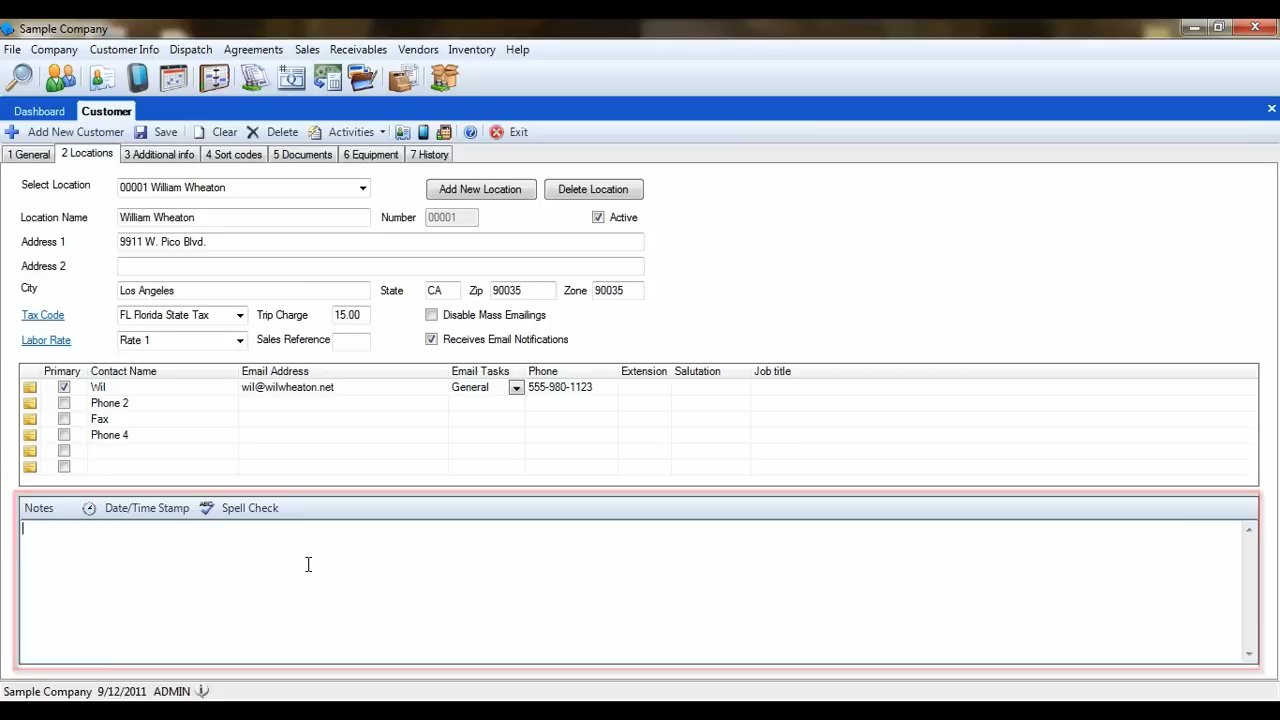 Sample Company
File Company Customer Info Dispatch Agreements Sales Receivables Vendors Inventory Help
Dashboard Customer
Add New Customer Save Clear Delete Activities Exit
1 General 2 Locations 3 Additional info 4 Sort codes 5 Documents 6 Equipment 7 History
Select Location 00001 William Wheaton Add New Location Delete Location
Location Name William Wheaton Number 00001 Active
Address 1 9911 W. Pico Blvd.
Address 2
City Los Angeles State CA Zip 90035 Zone 90035
Tax Code FL Florida State Tax Trip Charge 15.00 Disable Mass Emailings
Labor Rate Rate 1 Sales Reference Receives Email Notifications
Primary Contact Name Email Address Email Tasks Phone Extension Salutation Job title
Wil wil@wilwheaton.net General 555-980-1123
Phone 2
Fax
Phone 4
Notes Date/Time Stamp ABC Spell Check
Sample Company 9/12/2011 ADMIN